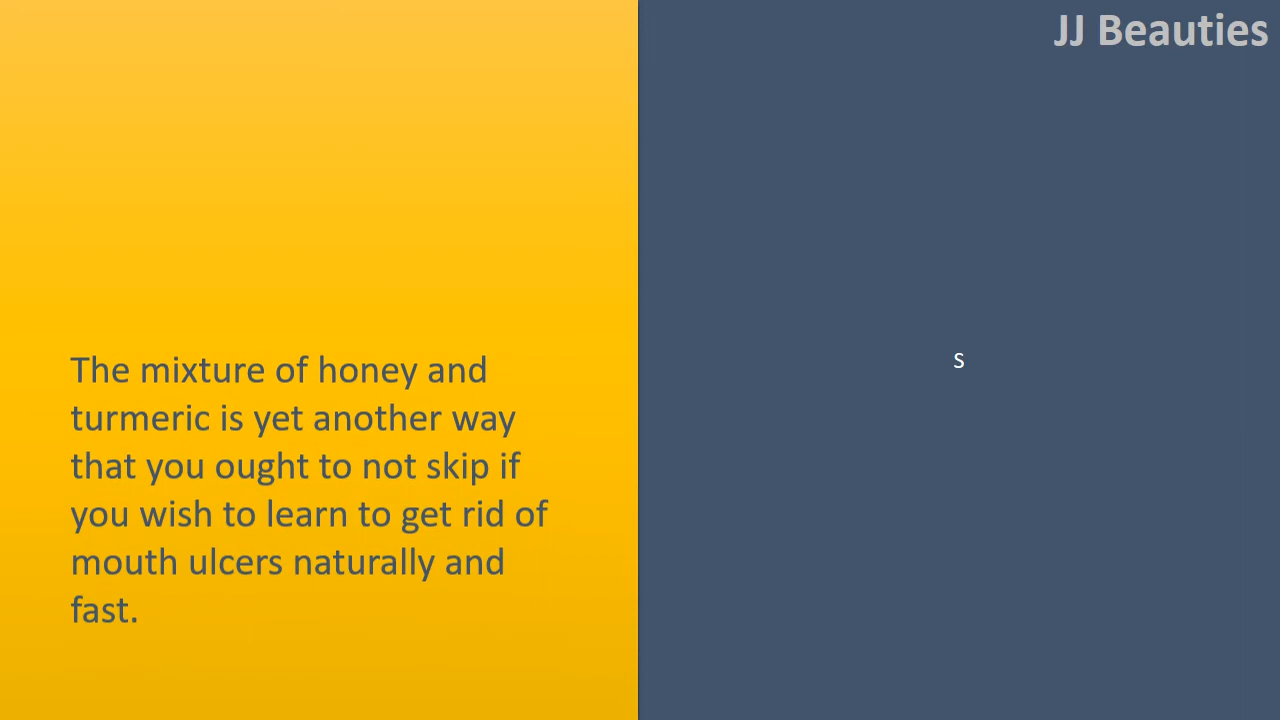 JJ Beauties
The mixture of honey and
turmeric is yet another way
that you ought to not skip if
you wish to learn to get rid of
mouth ulcers naturally and
fast.
s